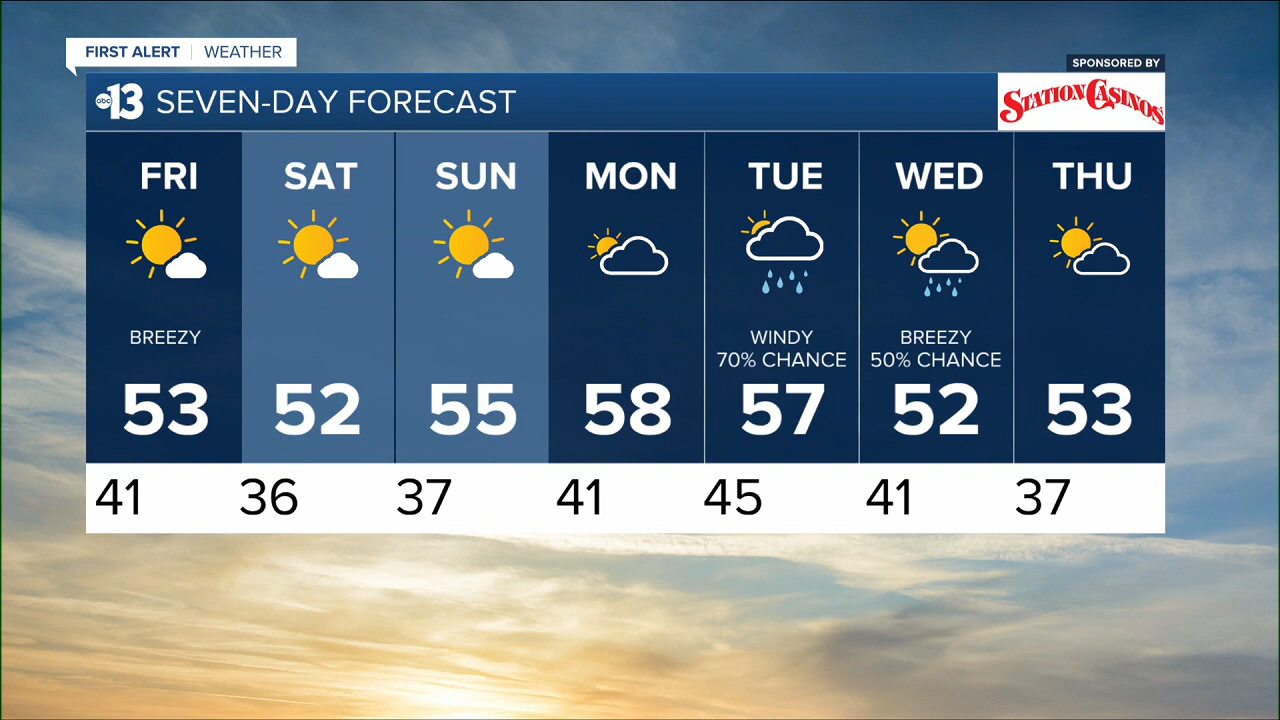 FIRST ALERT WEATHER
SPONSORED BY
abc 13 SEVEN-DAY FORECAST
STATION CASINOS
FRI SAT SUN MON TUE WED THU
BREEZY WINDY BREEZY
70% CHANCE 50% CHANCE
53 52 55 58 57 52 53
41 36 37 41 45 41 37